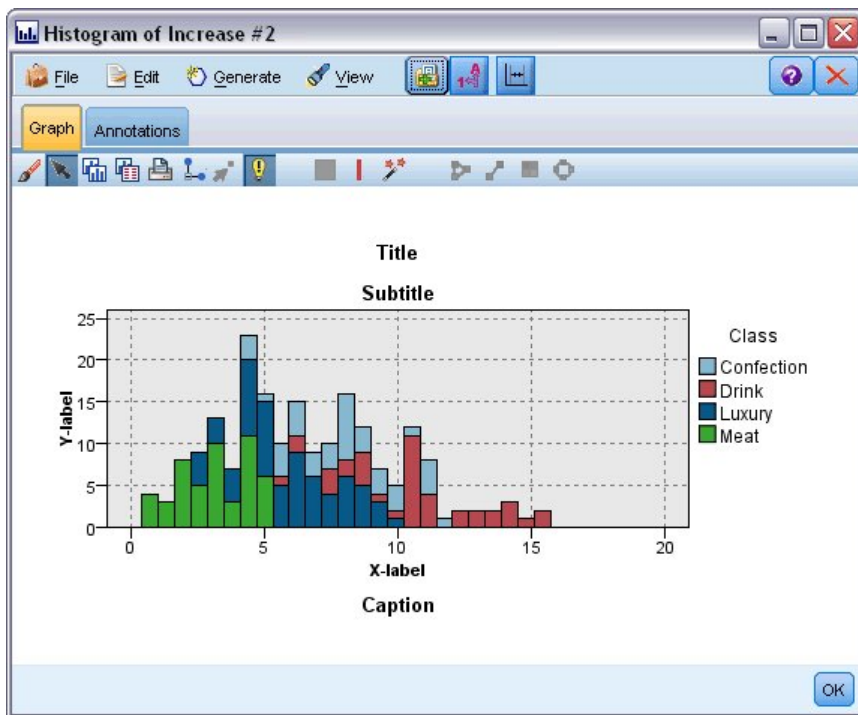 Histogram of Increase #2
File Edit Generate View
Graph Annotations
Title
Subtitle
25
20
15
10
5
0
Y-label
0 5 10 15 20
X-label
Caption
Class
Confection
Drink
Luxury
Meat
OK